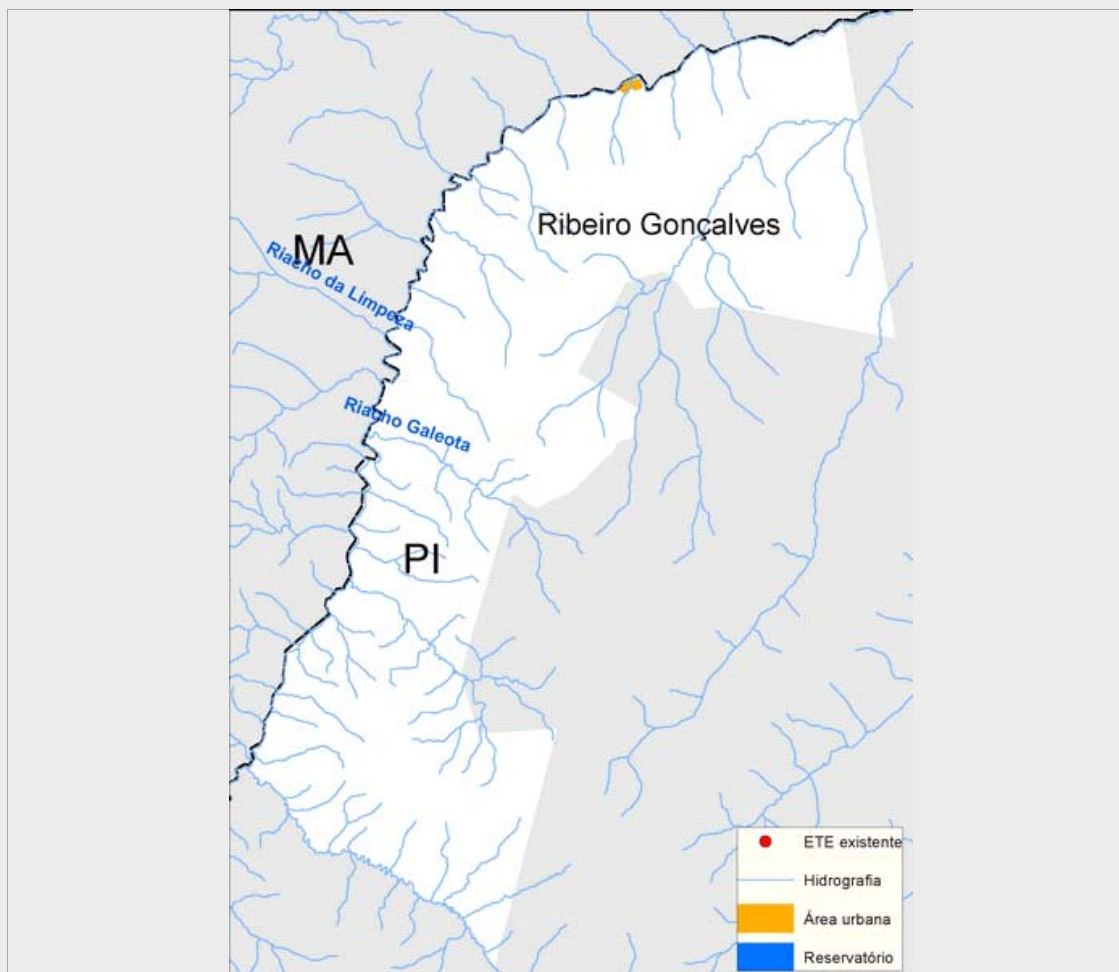 Ribeiro Gonçalves
MA
Riacho da Limpeza
Riacho Galeota
PI
ETE existente
Hidrografia
Área urbana
Reservatório